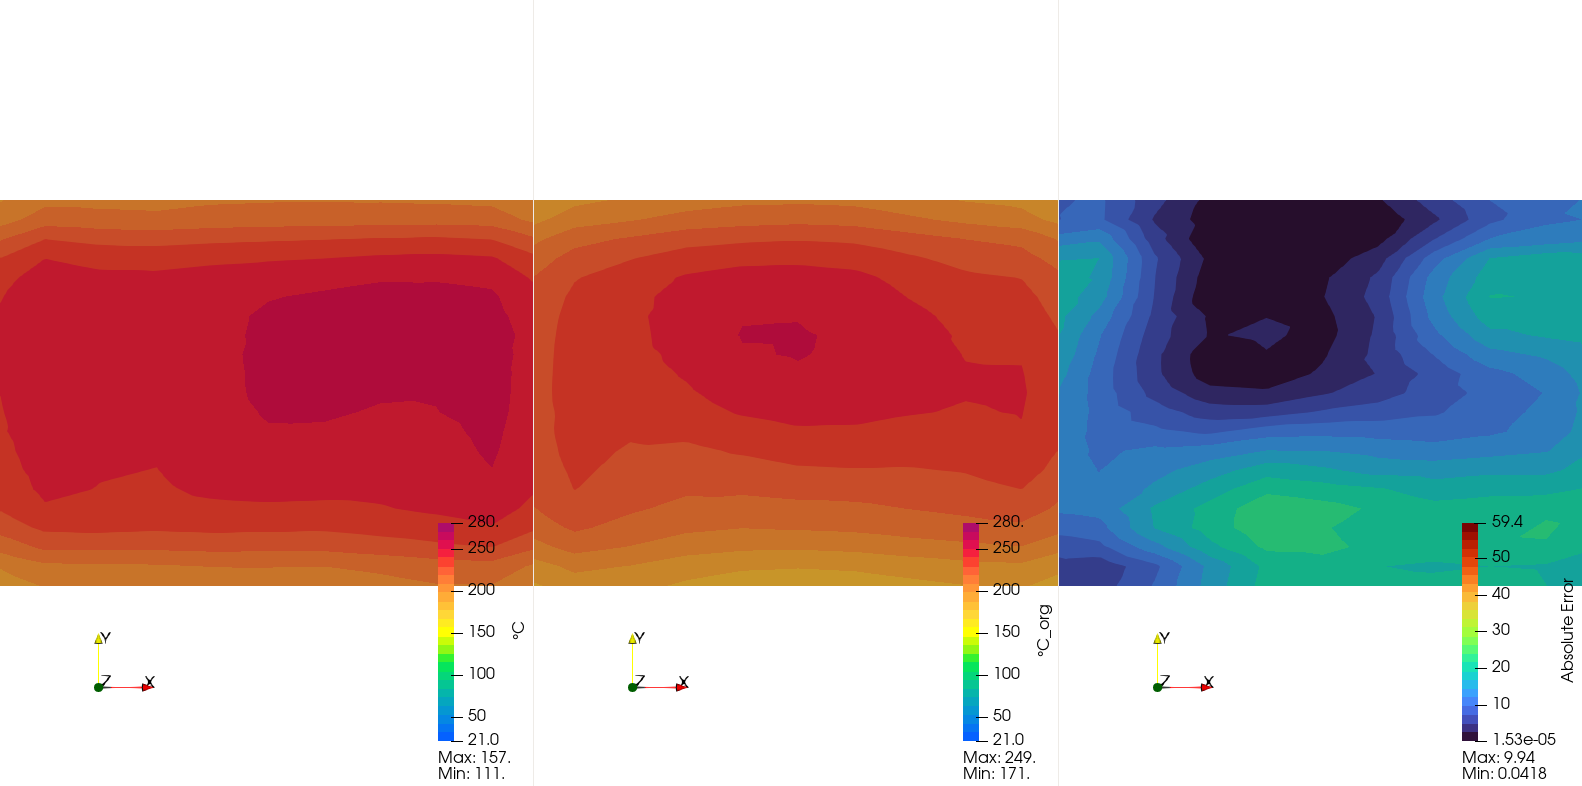 280.
250
200
150
100
50
21.0
°C
Max: 157.
Min: 111.
Y
Z
X
280.
250
200
150
100
50
21.0
°C_org
Max: 249.
Min: 171.
Y
Z
X
59.4
50
40
30
20
10
1.53e-05
Absolute Error
Max: 9.94
Min: 0.0418
Y
Z
X